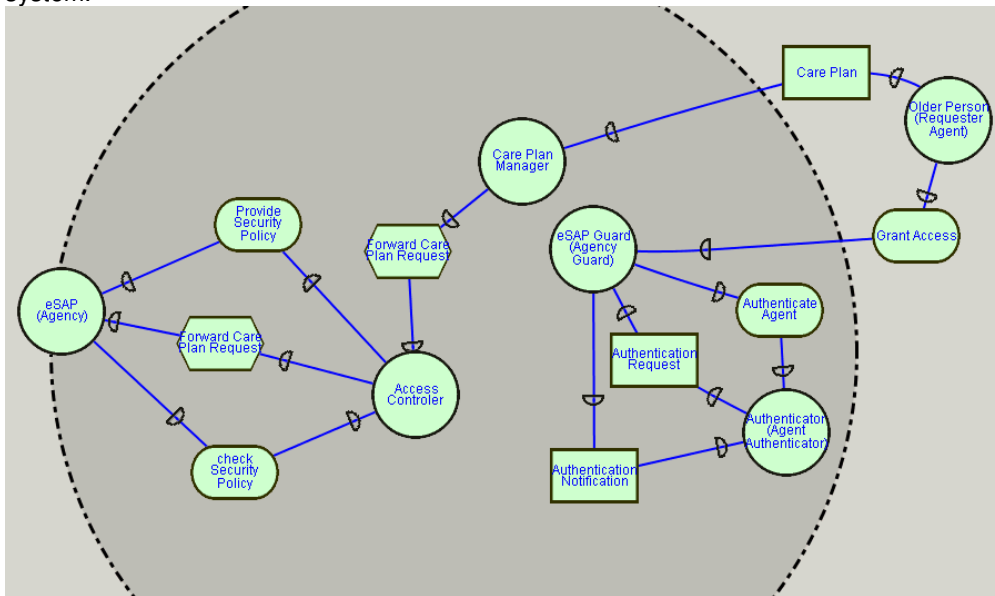 system.
Care Plan
Older Person
(Requester
Agent)
Care Plan
Manager
Provide
Security
Policy
eSAP Guard
(Agency
Guard)
Grant Access
Forward Care
Plan Request
eSAP
(Agency)
Authenticate
Agent
Forward Care
Plan Request
Authentication
Request
Access
Controler
Authenticator
(Agent
Authenticator)
check
Security
Policy
Authentication
Notification